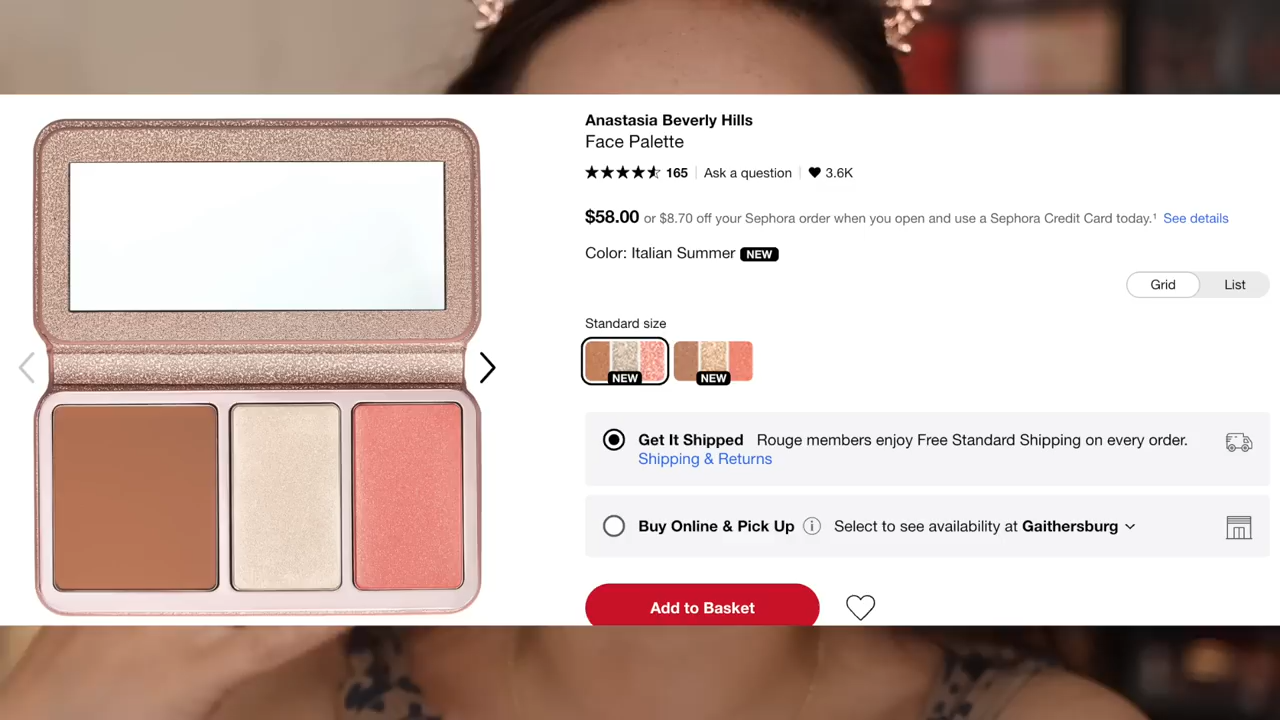 Anastasia Beverly Hills
Face Palette
165 Ask a question 3.6K
$58.00 or $8.70 off your Sephora order when you open and use a Sephora Credit Card today.¹ See details
Color: Italian Summer NEW
Grid List
Standard size
NEW NEW
Get It Shipped Rouge members enjoy Free Standard Shipping on every order.
Shipping & Returns
Buy Online & Pick Up Select to see availability at Gaithersburg
Add to Basket